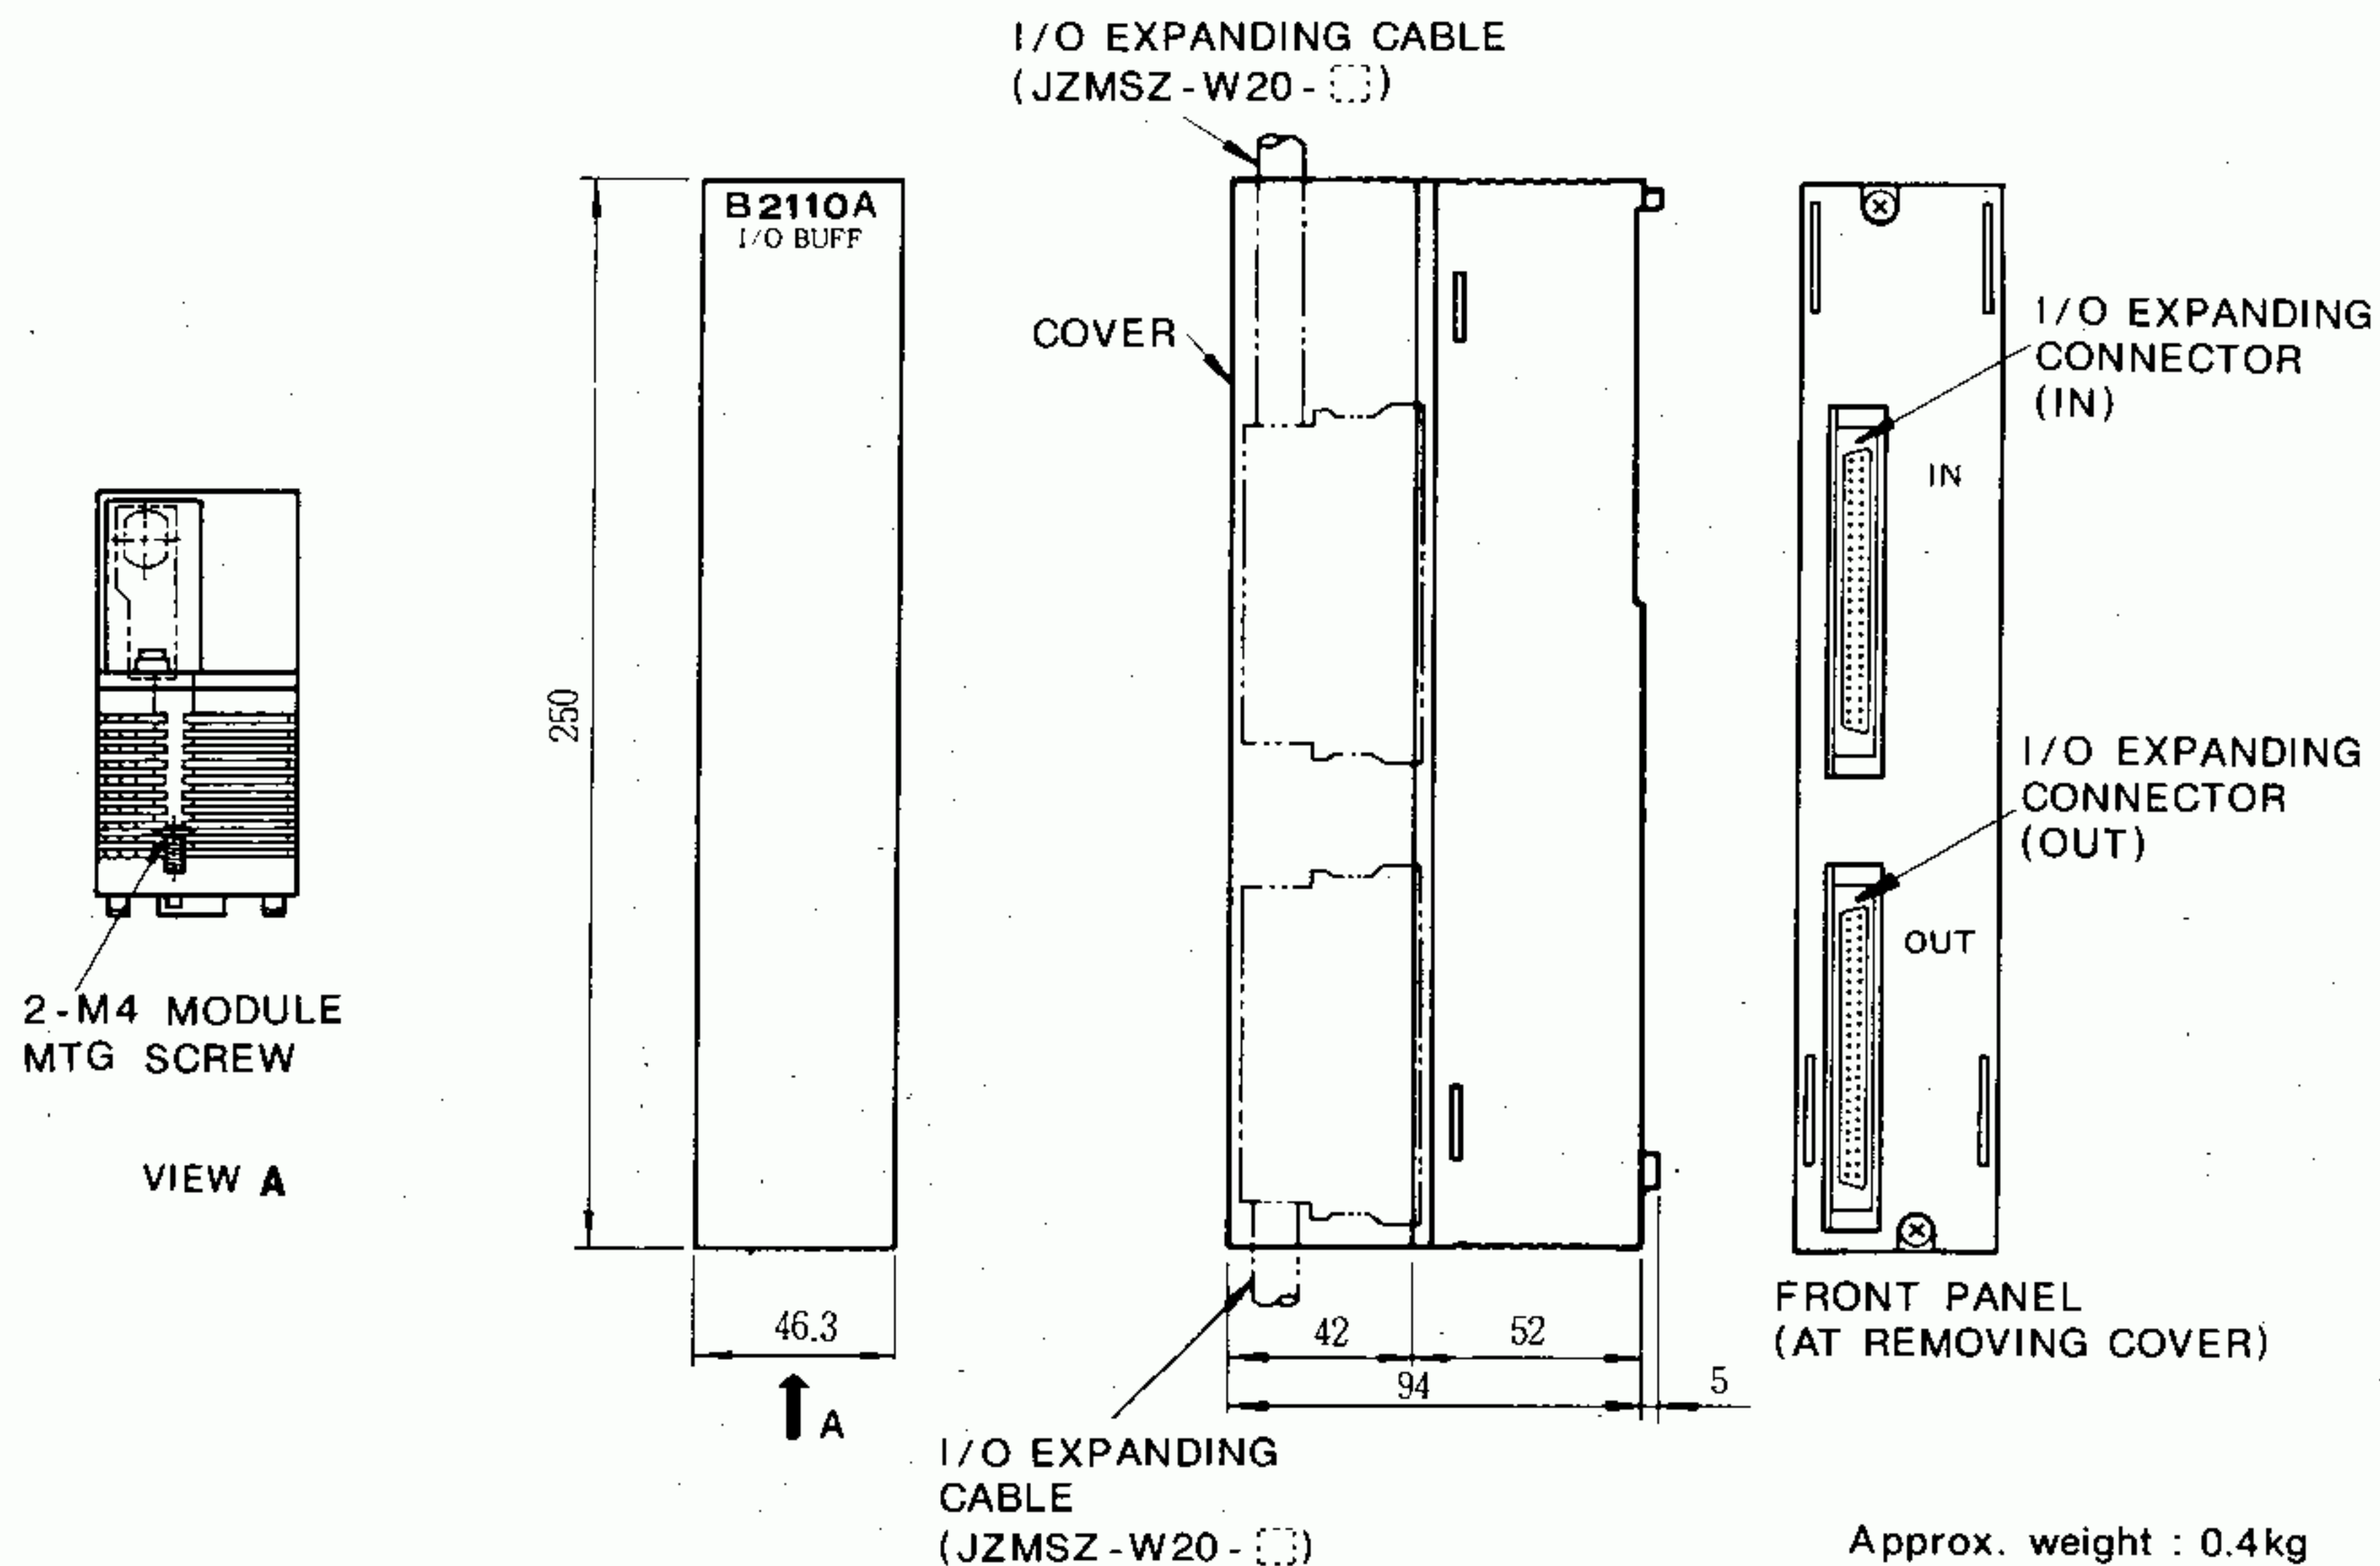 I/O EXPANDING CABLE
(JZMSZ-W20-⬚)
B2110A
I/O BUFF
COVER
I/O EXPANDING
CONNECTOR
(IN)
IN
250
I/O EXPANDING
CONNECTOR
(OUT)
OUT
2-M4 MODULE
MTG SCREW
VIEW A
46.3
A
42
52
94
5
FRONT PANEL
(AT REMOVING COVER)
I/O EXPANDING
CABLE
(JZMSZ-W20-⬚)
Approx. weight : 0.4kg